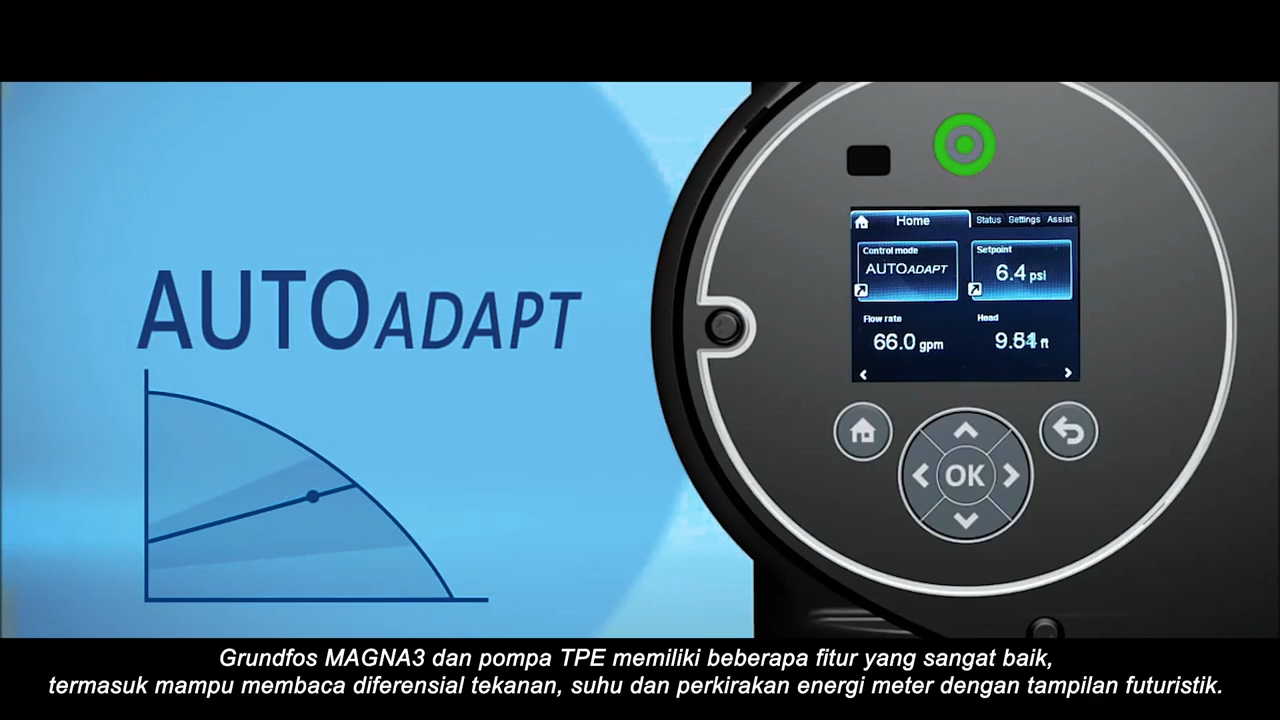 AUTOADAPT
Home Status Settings Assist
Control mode
AUTOADAPT
Setpoint
6.4 psi
Flow rate
66.0 gpm
Head
ft
OK
Grundfos MAGNA3 dan pompa TPE memiliki beberapa fitur yang sangat baik,
termasuk mampu membaca diferensial tekanan, suhu dan perkirakan energi meter dengan tampilan futuristik.